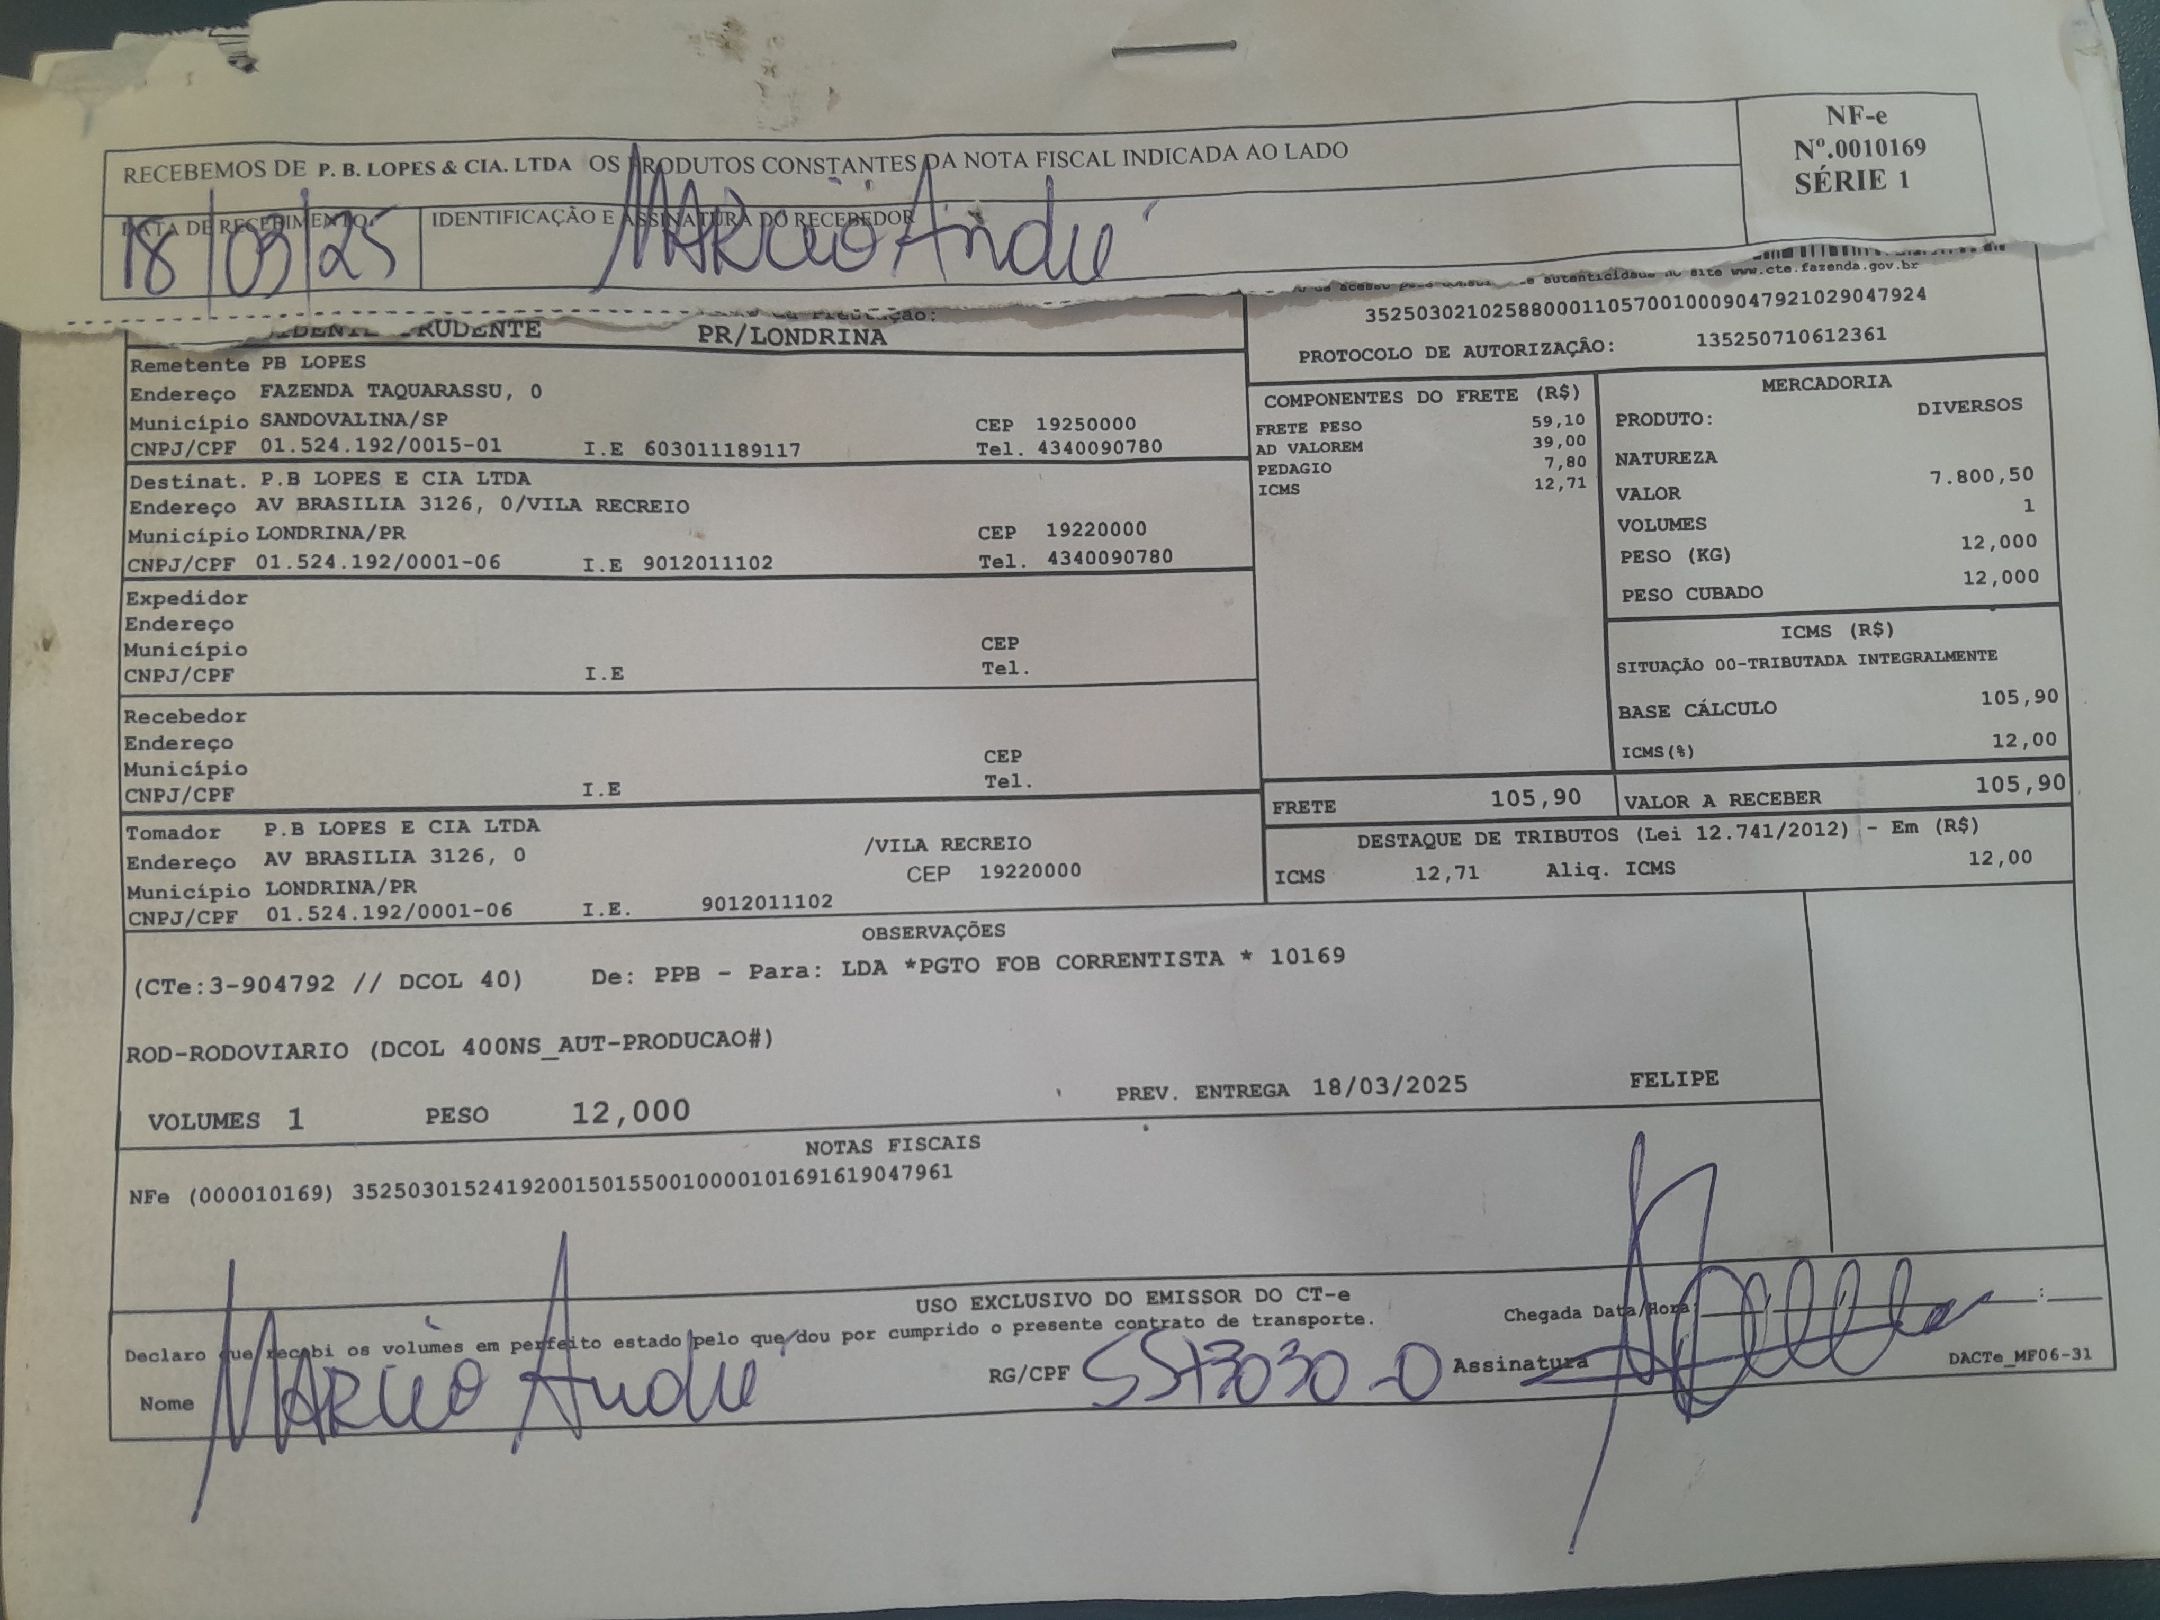 RECEBEMOS DE P. B. LOPES & CIA. LTDA OS PRODUTOS CONSTANTES DA NOTA FISCAL INDICADA AO LADO
NF-e
Nº.0010169
SÉRIE 1
DATA DE RECEBIMENTO
18/03/25
IDENTIFICAÇÃO E ASSINATURA DO RECEBEDOR
MARCIO André
autenticidade no site www.cte.fazenda.gov.br
35250302102588000110570010009047921029047924
PROTOCOLO DE AUTORIZAÇÃO: 135250710612361
RUDENTE PR/LONDRINA
Remetente PB LOPES
Endereço FAZENDA TAQUARASSU, 0
Município SANDOVALINA/SP CEP 19250000
CNPJ/CPF 01.524.192/0015-01 I.E 603011189117 Tel. 4340090780
Destinat. P.B LOPES E CIA LTDA
Endereço AV BRASILIA 3126, 0/VILA RECREIO
Município LONDRINA/PR CEP 19220000
CNPJ/CPF 01.524.192/0001-06 I.E 9012011102 Tel. 4340090780
Expedidor
Endereço
Município CEP
CNPJ/CPF I.E Tel.
Recebedor
Endereço
Município CEP
CNPJ/CPF I.E Tel.
Tomador P.B LOPES E CIA LTDA
Endereço AV BRASILIA 3126, 0 /VILA RECREIO
Município LONDRINA/PR CEP 19220000
CNPJ/CPF 01.524.192/0001-06 I.E. 9012011102
COMPONENTES DO FRETE (R$)
FRETE PESO 59,10
AD VALOREM 39,00
PEDAGIO 7,80
ICMS 12,71
MERCADORIA
PRODUTO: DIVERSOS
NATUREZA
VALOR 7.800,50
VOLUMES 1
PESO (KG) 12,000
PESO CUBADO 12,000
ICMS (R$)
SITUAÇÃO 00-TRIBUTADA INTEGRALMENTE
BASE CÁLCULO 105,90
ICMS(%) 12,00
FRETE 105,90 VALOR A RECEBER 105,90
DESTAQUE DE TRIBUTOS (Lei 12.741/2012) - Em (R$)
ICMS 12,71 Aliq. ICMS 12,00
OBSERVAÇÕES
(CTe:3-904792 // DCOL 40) De: PPB - Para: LDA *PGTO FOB CORRENTISTA * 10169
ROD-RODOVIARIO (DCOL 400NS_AUT-PRODUCAO#)
VOLUMES 1 PESO 12,000 PREV. ENTREGA 18/03/2025 FELIPE
NOTAS FISCAIS
NFe (000010169) 35250301524192001501550010000101691619047961
USO EXCLUSIVO DO EMISSOR DO CT-e
Declaro que recebi os volumes em perfeito estado pelo que dou por cumprido o presente contrato de transporte.
Chegada Data/Hora: :
Nome MARCIO André RG/CPF Assinatura DACTe_MF06-31